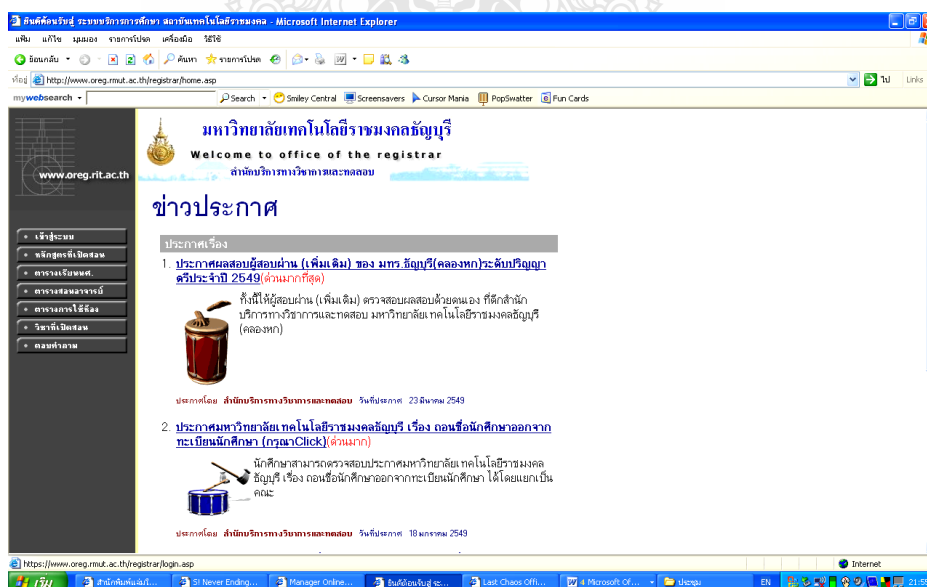 ยินดีต้อนรับสู่ ระบบบริการการศึกษา สถาบันเทคโนโลยีราชมงคล - Microsoft Internet Explorer
แฟ้ม แก้ไข มุมมอง รายการโปรด เครื่องมือ วิธีใช้
ย้อนกลับ ค้นหา รายการโปรด
ที่อยู่ http://www.oreg.rmut.ac.th/registrar/home.asp ไป Links
mywebsearch Search Smiley Central Screensavers Cursor Mania PopSwatter Fun Cards
มหาวิทยาลัยเทคโนโลยีราชมงคลธัญบุรี
Welcome to office of the registrar
สำนักบริการทางวิชาการและทดสอบ
www.oreg.rit.ac.th
ข่าวประกาศ
เข้าสู่ระบบ
หลักสูตรที่เปิดสอน
ตารางเรียนนศ.
ตารางสอนอาจารย์
ตารางการใช้ห้อง
วิชาที่เปิดสอน
ตอบคำถาม
ประกาศเรื่อง
1. ประกาศผลสอบผู้สอบผ่าน (เพิ่มเติม) ของ มทร.ธัญบุรี(คลองหก)ระดับปริญญา
ตรีประจำปี 2549(ด่วนมากที่สุด)
ทั้งนี้ให้ผู้สอบผ่าน (เพิ่มเติม) ตรวจสอบผลสอบด้วยตนเอง ที่ตึกสำนัก
บริการทางวิชาการและทดสอบ มหาวิทยาลัยเทคโนโลยีราชมงคลธัญบุรี
(คลองหก)
ประกาศโดย สำนักบริการทางวิชาการและทดสอบ วันที่ประกาศ 23 มีนาคม 2549
2. ประกาศมหาวิทยาลัยเทคโนโลยีราชมงคลธัญบุรี เรื่อง ถอนชื่อนักศึกษาออกจาก
ทะเบียนนักศึกษา (กรุณาClick)(ด่วนมาก)
นักศึกษาสามารถตรวจสอบประกาศมหาวิทยาลัยเทคโนโลยีราชมงคล
ธัญบุรี เรื่อง ถอนชื่อนักศึกษาออกจากทะเบียนนักศึกษา ได้โดยแยกเป็น
คณะ
ประกาศโดย สำนักบริการทางวิชาการและทดสอบ วันที่ประกาศ 18 มกราคม 2549
https://www.oreg.rmut.ac.th/registrar/login.asp Internet
เริ่ม S! Never Ending... Manager Online... ยินดีต้อนรับสู่ ระ... Last Chaos Offi... 4 Microsoft Of... ประชุม EN 21:55